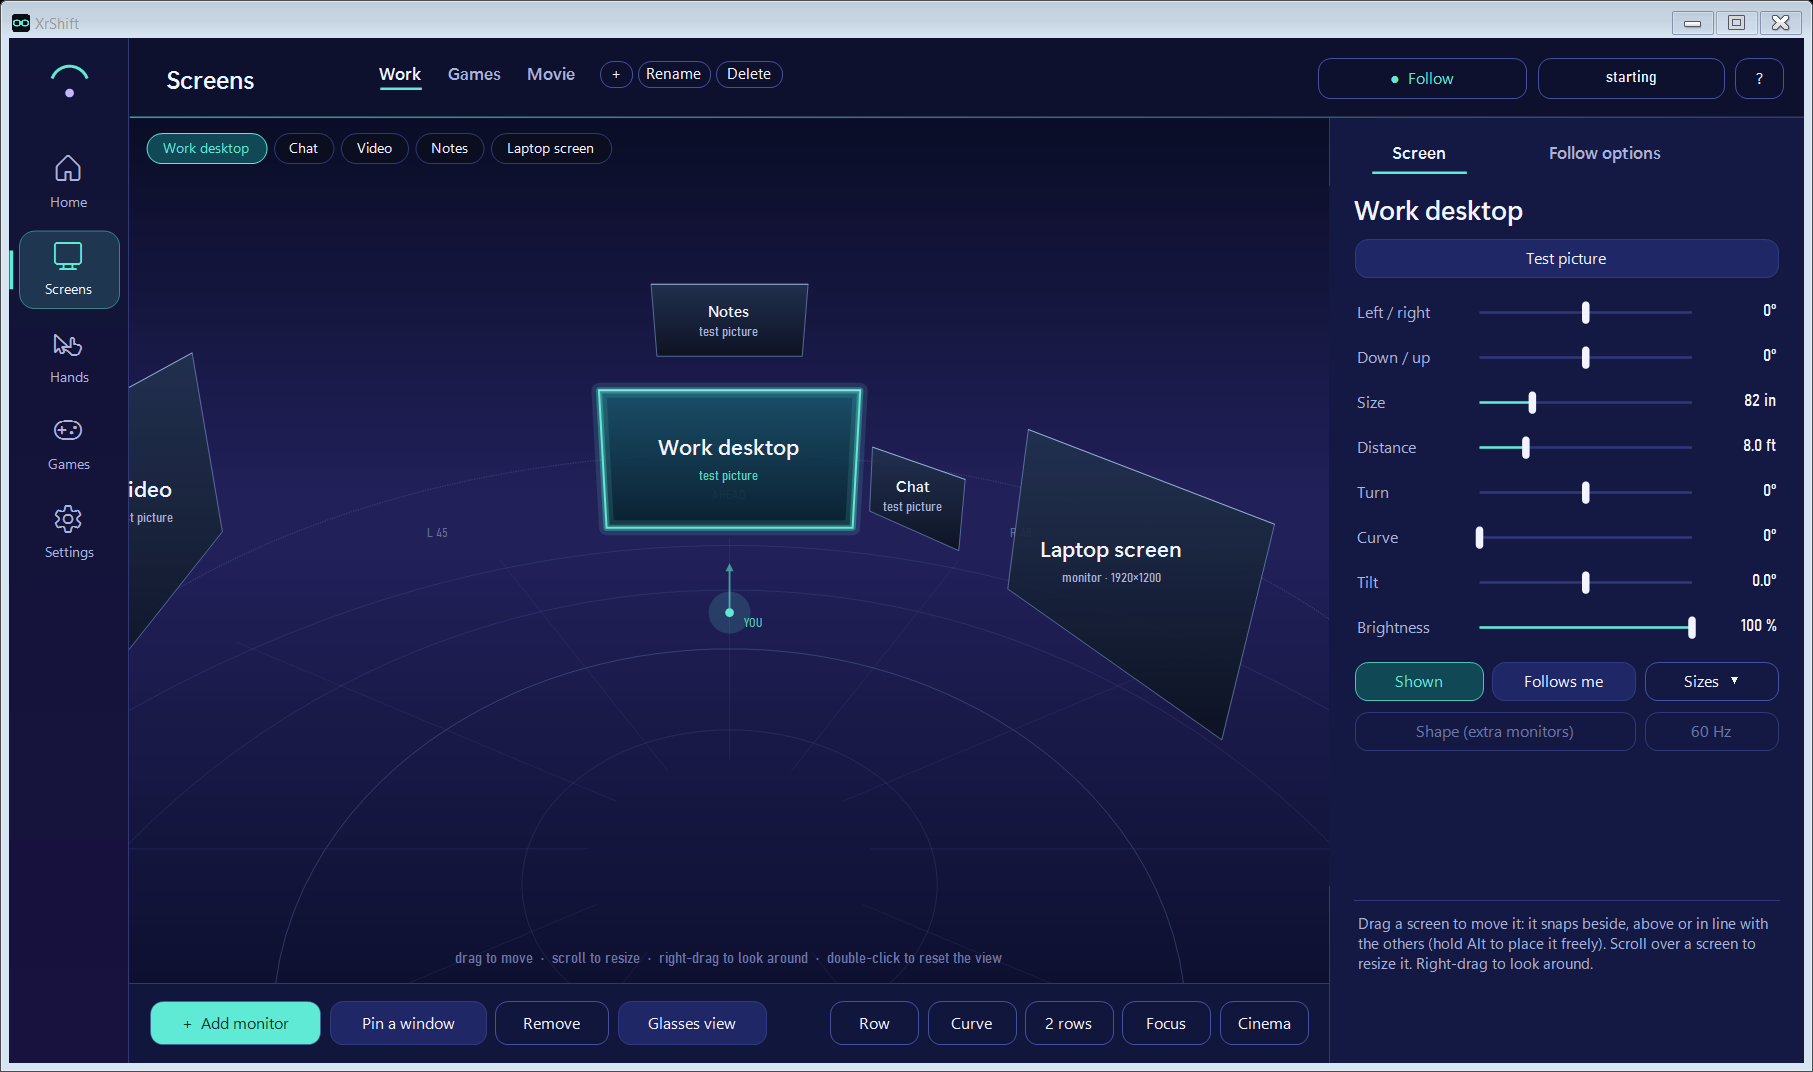 XrShift
Screens
Work
Games
Movie
+
Rename
Delete
Follow
starting
?
Home
Screens
Hands
Games
Settings
Work desktop
Chat
Video
Notes
Laptop screen
Notes
test picture
Work desktop
test picture
Chat
test picture
ideo
t picture
L 45
Laptop screen
monitor · 1920×1200
YOU
drag to move · scroll to resize · right-drag to look around · double-click to reset the view
+ Add monitor
Pin a window
Remove
Glasses view
Row
Curve
2 rows
Focus
Cinema
Screen
Follow options
Work desktop
Test picture
Left / right 0°
Down / up 0°
Size 82 in
Distance 8.0 ft
Turn 0°
Curve 0°
Tilt 0.0°
Brightness 100 %
Shown
Follows me
Sizes ▼
Shape (extra monitors)
60 Hz
Drag a screen to move it: it snaps beside, above or in line with
the others (hold Alt to place it freely). Scroll over a screen to
resize it. Right-drag to look around.